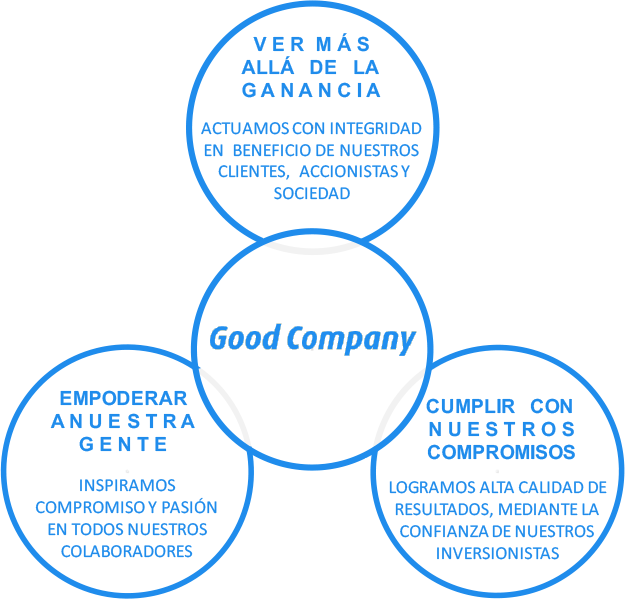 VER MÁS
ALLÁ DE LA
GANANCIA
ACTUAMOS CON INTEGRIDAD
EN BENEFICIO DE NUESTROS
CLIENTES, ACCIONISTAS Y
SOCIEDAD
Good Company
EMPODERAR
A NUESTRA
GENTE
INSPIRAMOS
COMPROMISO Y PASIÓN
EN TODOS NUESTROS
COLABORADORES
CUMPLIR CON
NUESTROS
COMPROMISOS
LOGRAMOS ALTA CALIDAD DE
RESULTADOS, MEDIANTE LA
CONFIANZA DE NUESTROS
INVERSIONISTAS